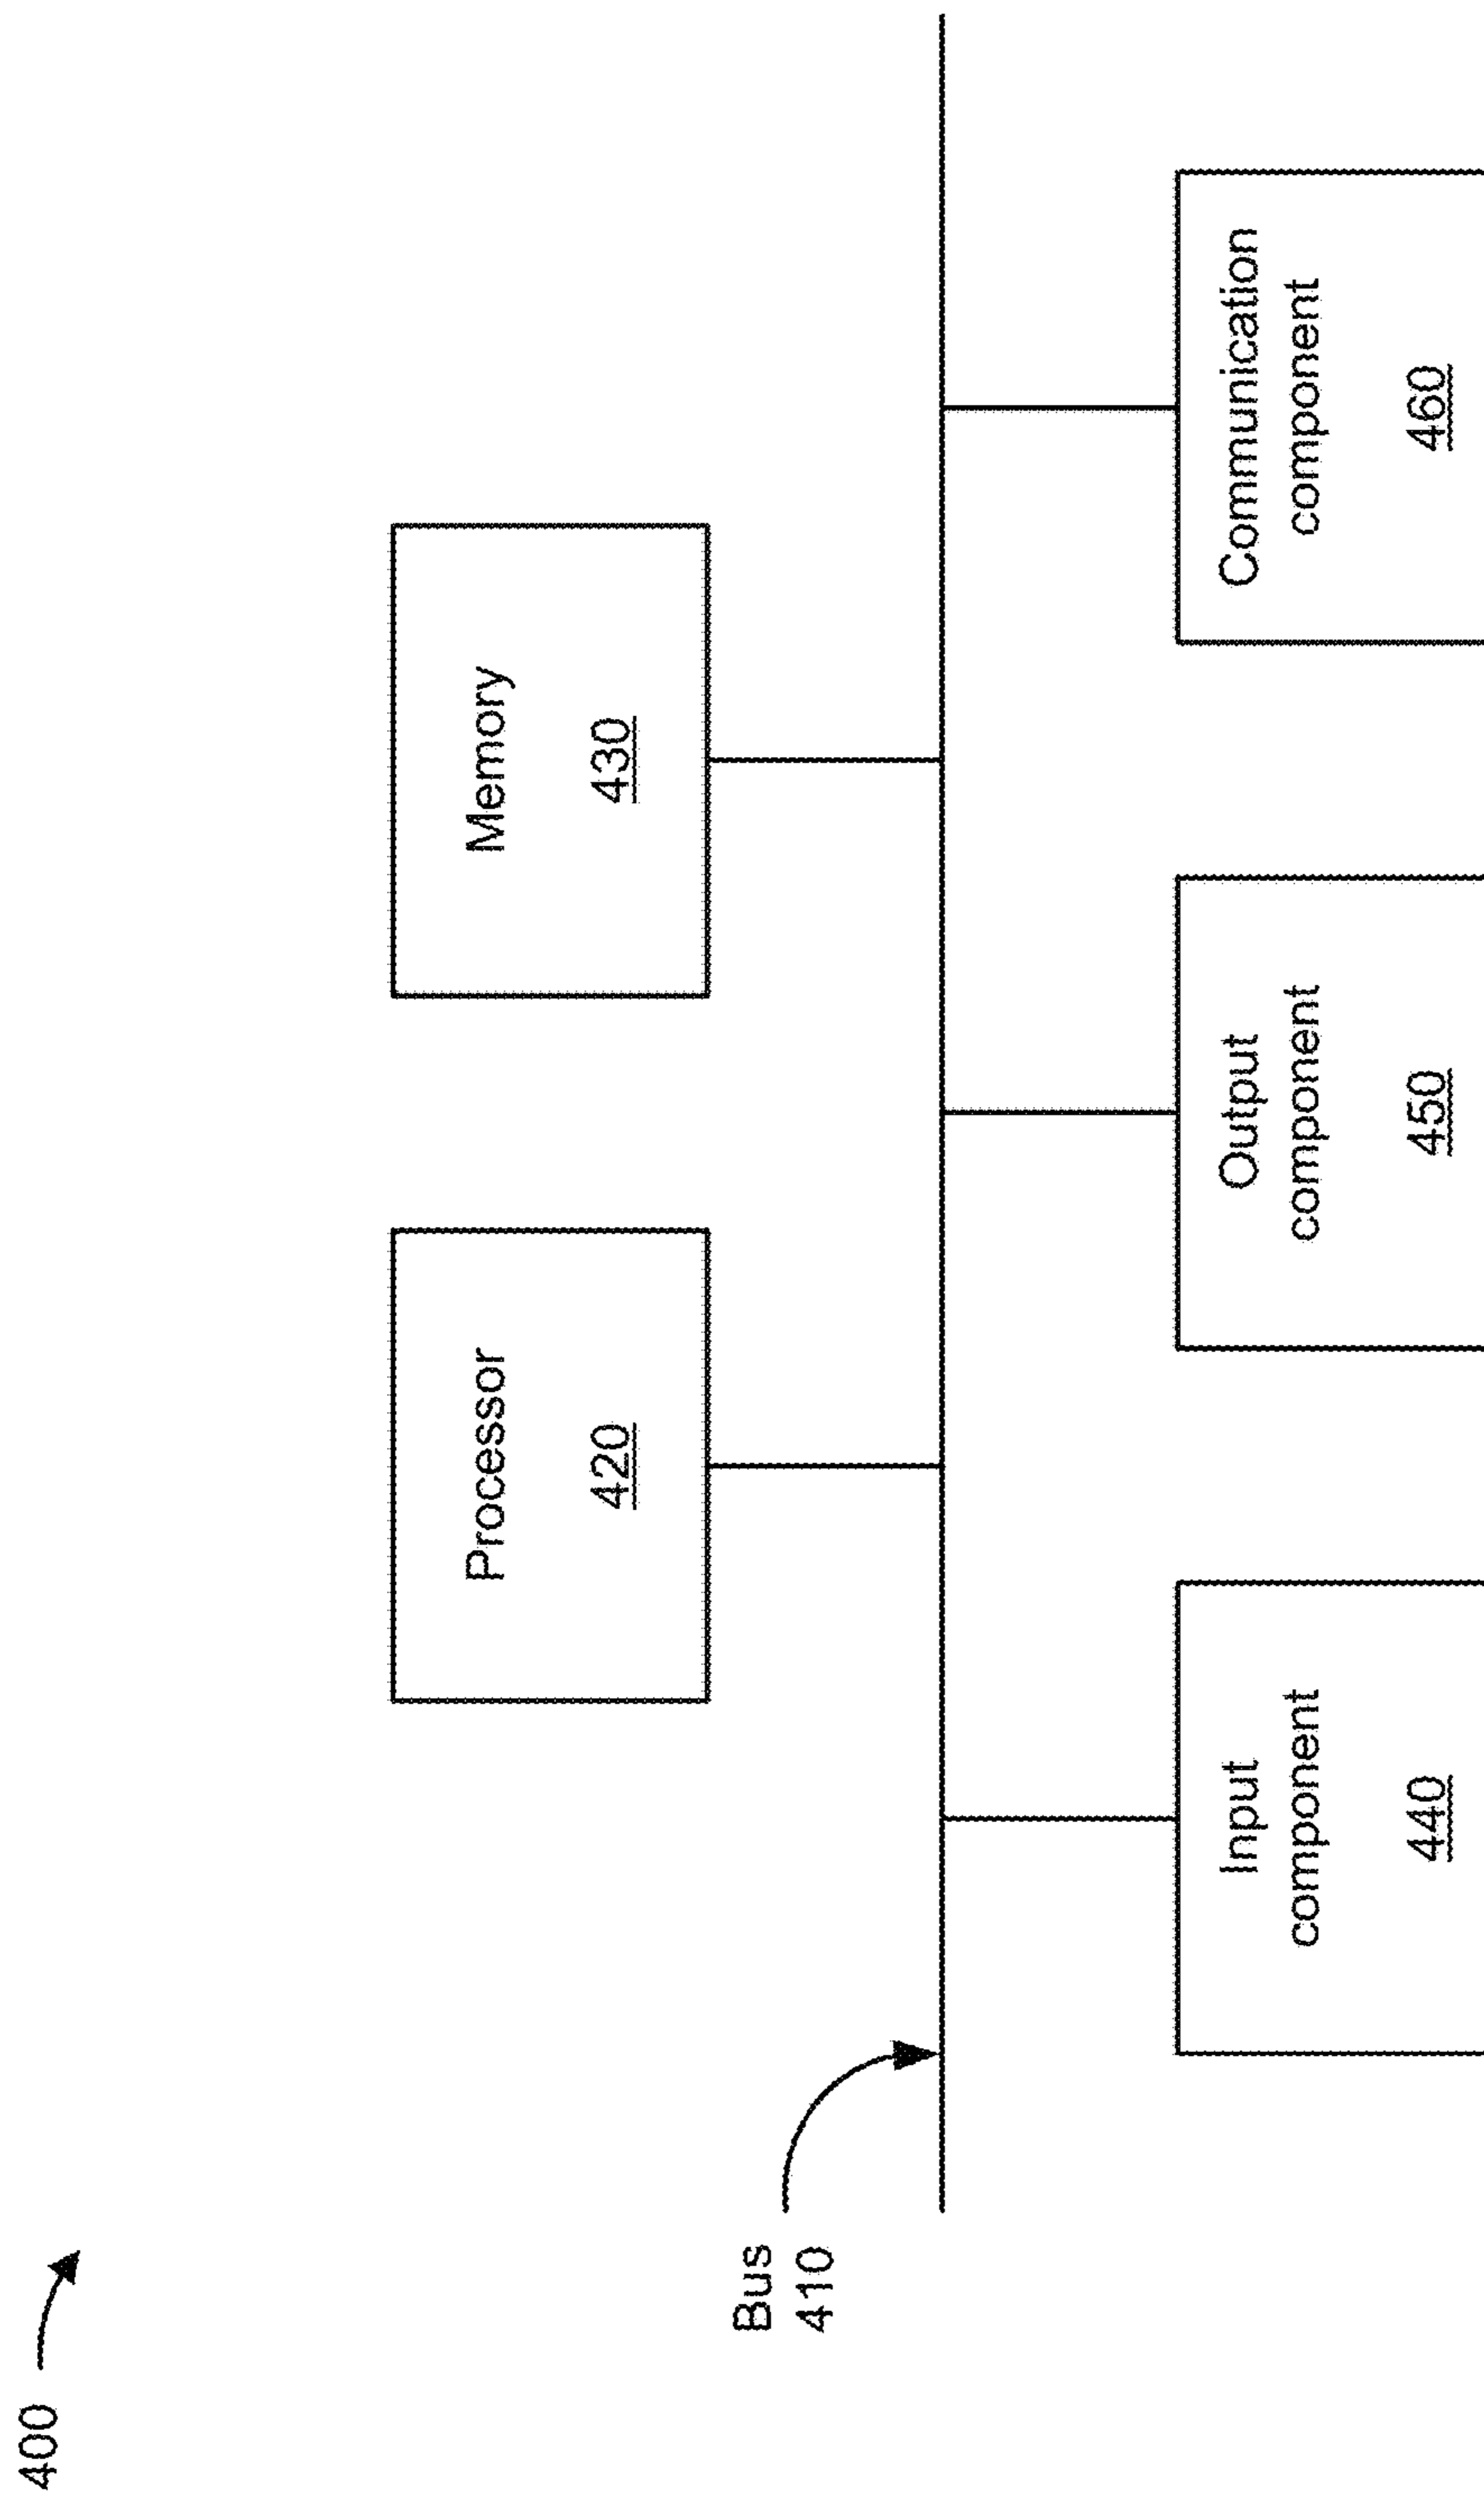 400
Processor
420
Memory
430
Bus
410
Input
component
440
Output
component
450
Communication
component
460